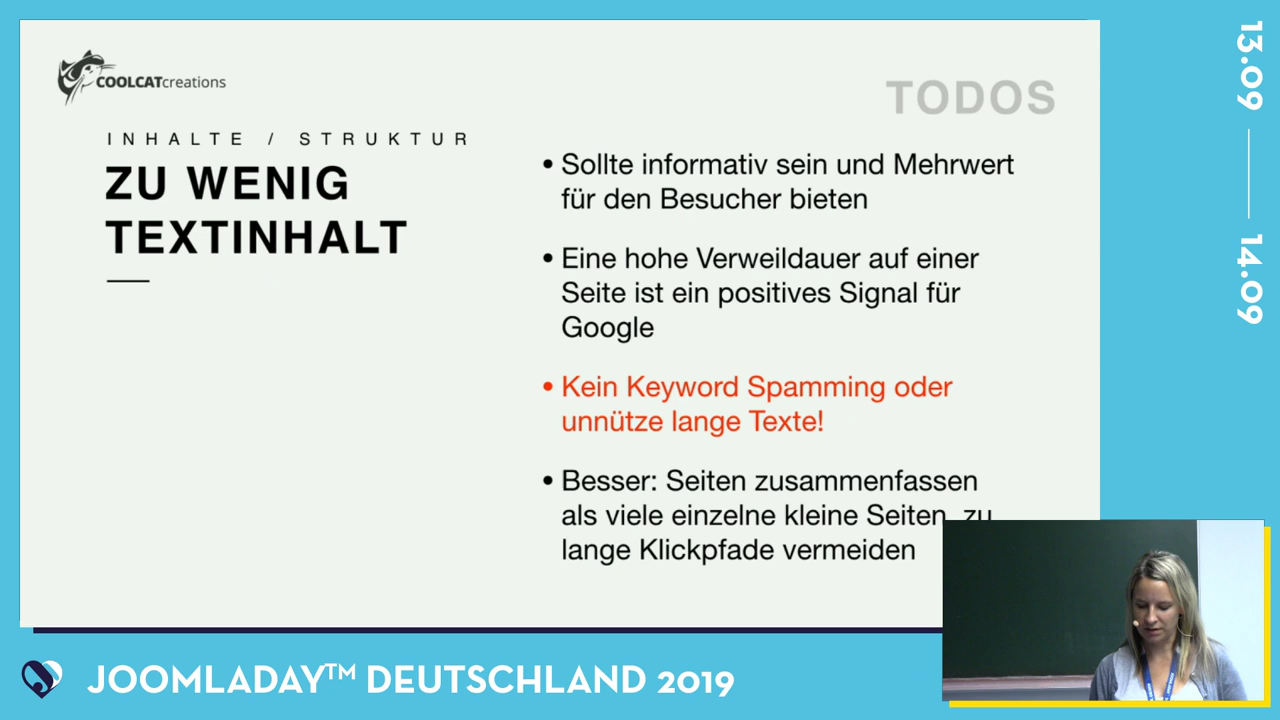 COOLCATcreations
TODOS
INHALTE / STRUKTUR
ZU WENIG
TEXTINHALT
• Sollte informativ sein und Mehrwert
für den Besucher bieten
• Eine hohe Verweildauer auf einer
Seite ist ein positives Signal für
Google
• Kein Keyword Spamming oder
unnütze lange Texte!
• Besser: Seiten zusammenfassen
als viele einzelne kleine Seiten, zu
lange Klickpfade vermeiden
13.09
14.09
JOOMLADAY™ DEUTSCHLAND 2019